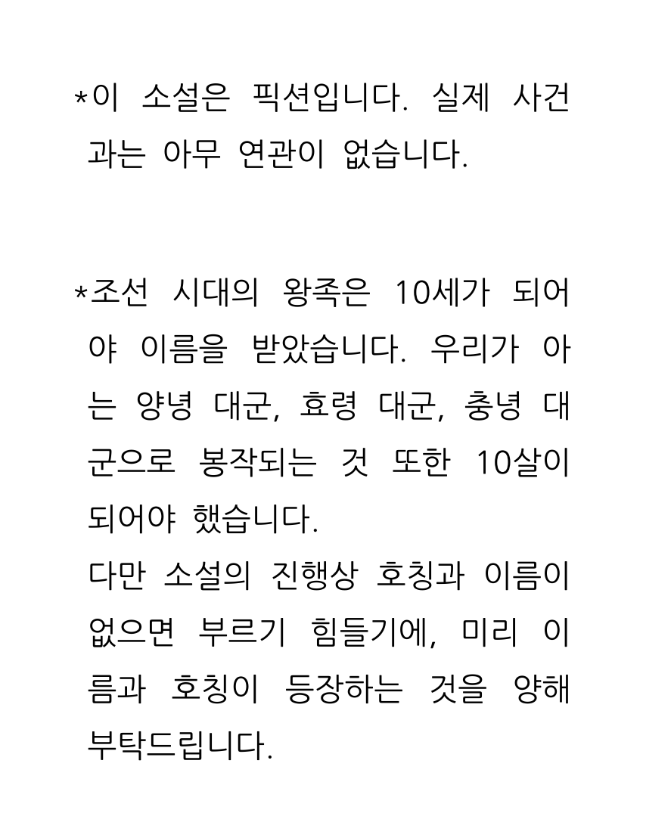 *이 소설은 픽션입니다. 실제 사건
과는 아무 연관이 없습니다.
*조선 시대의 왕족은 10세가 되어
야 이름을 받았습니다. 우리가 아
는 양녕 대군, 효령 대군, 충녕 대
군으로 봉작되는 것 또한 10살이
되어야 했습니다.
다만 소설의 진행상 호칭과 이름이
없으면 부르기 힘들기에, 미리 이
름과 호칭이 등장하는 것을 양해
부탁드립니다.